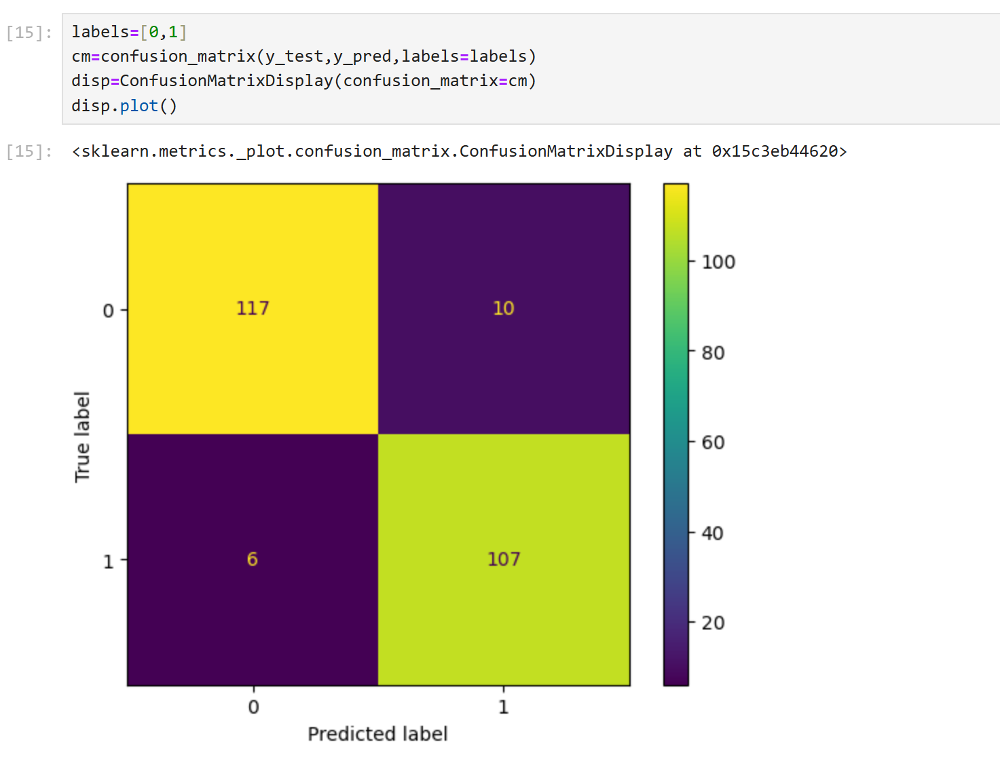 [15]: labels=[0,1]
cm=confusion_matrix(y_test,y_pred,labels=labels)
disp=ConfusionMatrixDisplay(confusion_matrix=cm)
disp.plot()
[15]: <sklearn.metrics._plot.confusion_matrix.ConfusionMatrixDisplay at 0x15c3eb44620>
117
10
0
6
107
1
True label
0
1
Predicted label
100
80
60
40
20